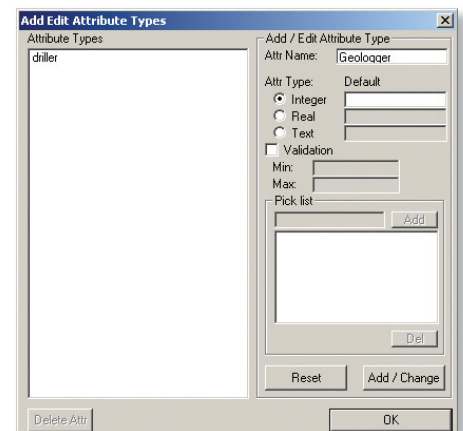 Add Edit Attribute Types
Attribute Types
driller
Add / Edit Attribute Type
Attr Name: Geologger
Attr Type: Default
Integer
Real
Text
Validation
Min:
Max:
Pick list
Add
Del
Reset Add / Change
Delete Attr OK